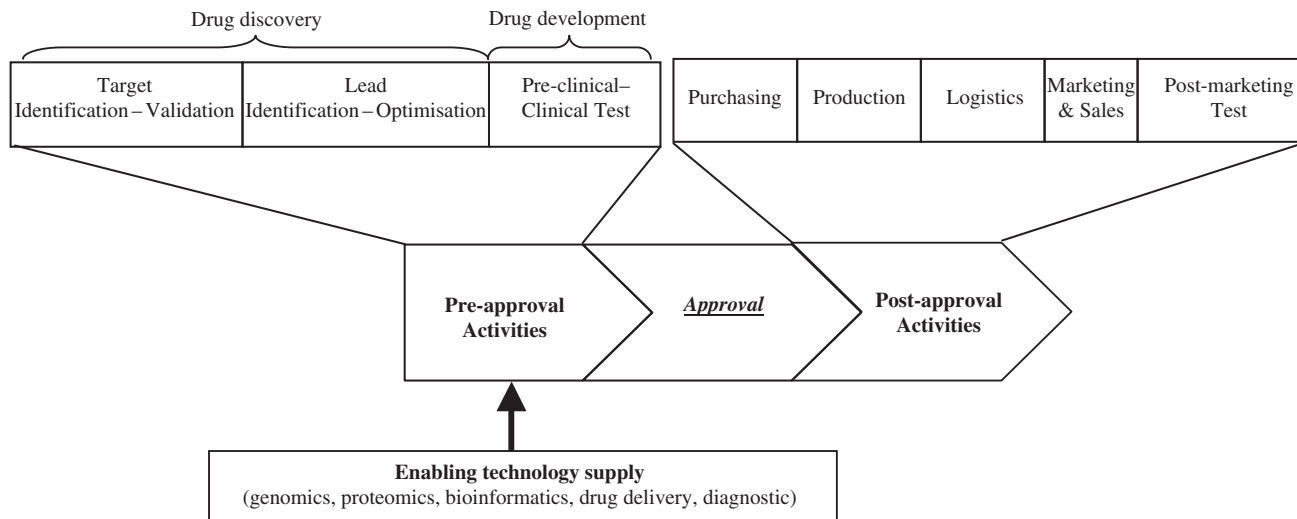 Drug discovery
Drug development
Target
Identification – Validation
Lead
Identification – Optimisation
Pre-clinical–
Clinical Test
Purchasing
Production
Logistics
Marketing
& Sales
Post-marketing
Test
Pre-approval
Activities
Approval
Post-approval
Activities
Enabling technology supply
(genomics, proteomics, bioinformatics, drug delivery, diagnostic)